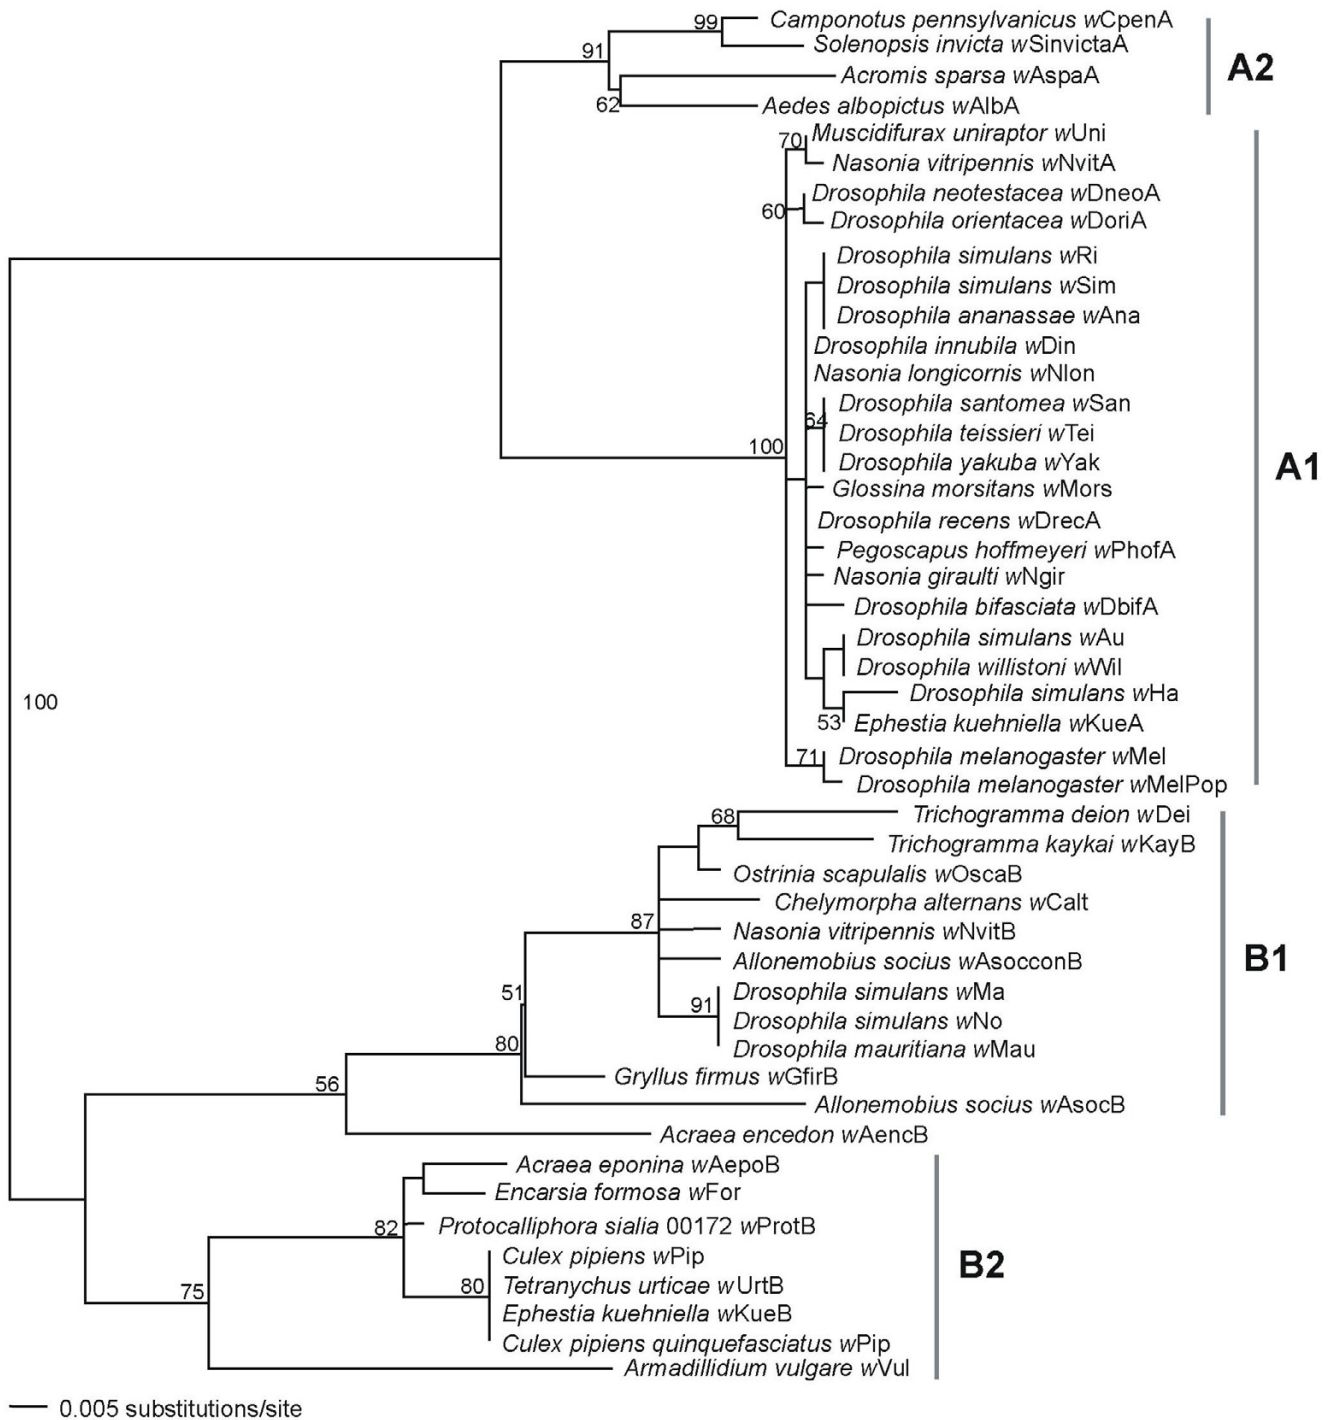 99 Camponotus pennsylvanicus wCpenA
Solenopsis invicta wSinvictaA
91
Acromis sparsa wAspaA
A2
62 Aedes albopictus wAlbA
70 Muscidifurax uniraptor wUni
Nasonia vitripennis wNvitA
Drosophila neotestacea wDneoA
60 Drosophila orientacea wDoriA
Drosophila simulans wRi
Drosophila simulans wSim
Drosophila ananassae wAna
Drosophila innubila wDin
Nasonia longicornis wNlon
Drosophila santomea wSan
64
Drosophila teissieri wTei
100
Drosophila yakuba wYak
A1
Glossina morsitans wMors
Drosophila recens wDrecA
Pegoscapus hoffmeyeri wPhofA
Nasonia giraulti wNgir
Drosophila bifasciata wDbifA
Drosophila simulans wAu
Drosophila willistoni wWil
Drosophila simulans wHa
100
53 Ephestia kuehniella wKueA
71 Drosophila melanogaster wMel
Drosophila melanogaster wMelPop
68 Trichogramma deion wDei
Trichogramma kaykai wKayB
Ostrinia scapulalis wOscaB
Chelymorpha alternans wCalt
87
Nasonia vitripennis wNvitB
Allonemobius socius wAsocconB
B1
51 Drosophila simulans wMa
91
Drosophila simulans wNo
80 Drosophila mauritiana wMau
Gryllus firmus wGfirB
56
Allonemobius socius wAsocB
Acraea encedon wAencB
Acraea eponina wAepoB
Encarsia formosa wFor
82 Protocalliphora sialia 00172 wProtB
Culex pipiens wPip
B2
75 80 Tetranychus urticae wUrtB
Ephestia kuehniella wKueB
Culex pipiens quinquefasciatus wPip
Armadillidium vulgare wVul
0.005 substitutions/site